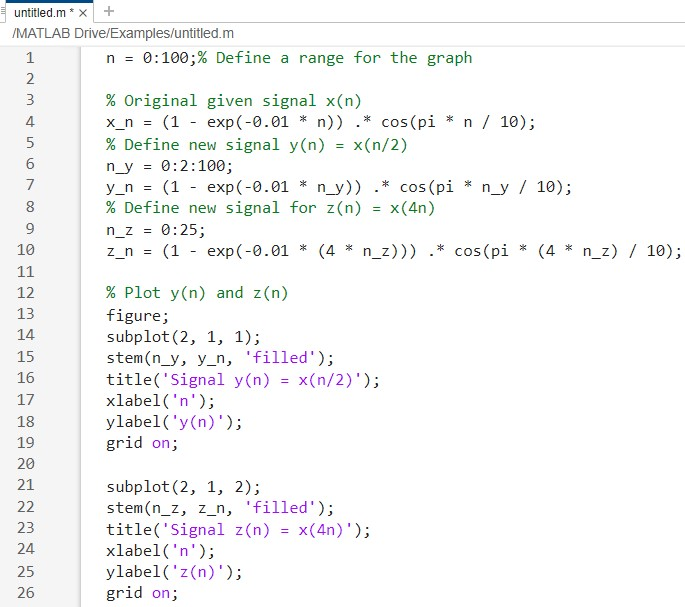 untitled.m * × +
/MATLAB Drive/Examples/untitled.m
1 n = 0:100;% Define a range for the graph
2
3 % Original given signal x(n)
4 x_n = (1 - exp(-0.01 * n)) .* cos(pi * n / 10);
5 % Define new signal y(n) = x(n/2)
6 n_y = 0:2:100;
7 y_n = (1 - exp(-0.01 * n_y)) .* cos(pi * n_y / 10);
8 % Define new signal for z(n) = x(4n)
9 n_z = 0:25;
10 z_n = (1 - exp(-0.01 * (4 * n_z))) .* cos(pi * (4 * n_z) / 10);
11
12 % Plot y(n) and z(n)
13 figure;
14 subplot(2, 1, 1);
15 stem(n_y, y_n, 'filled');
16 title('Signal y(n) = x(n/2)');
17 xlabel('n');
18 ylabel('y(n)');
19 grid on;
20
21 subplot(2, 1, 2);
22 stem(n_z, z_n, 'filled');
23 title('Signal z(n) = x(4n)');
24 xlabel('n');
25 ylabel('z(n)');
26 grid on;